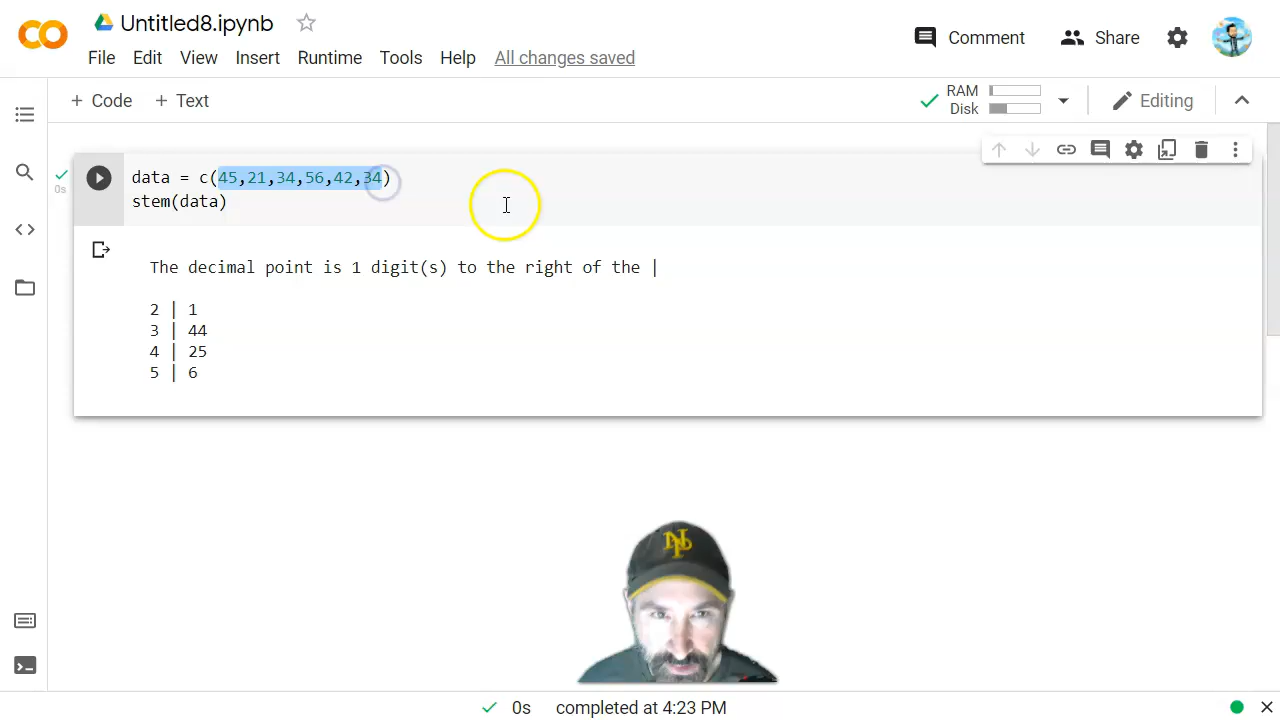 Untitled8.ipynb
File Edit View Insert Runtime Tools Help All changes saved
Comment Share
+ Code + Text
RAM
Disk
Editing
data = c(45,21,34,56,42,34)
stem(data)
0s
The decimal point is 1 digit(s) to the right of the |
2 | 1
3 | 44
4 | 25
5 | 6
NP
0s completed at 4:23 PM